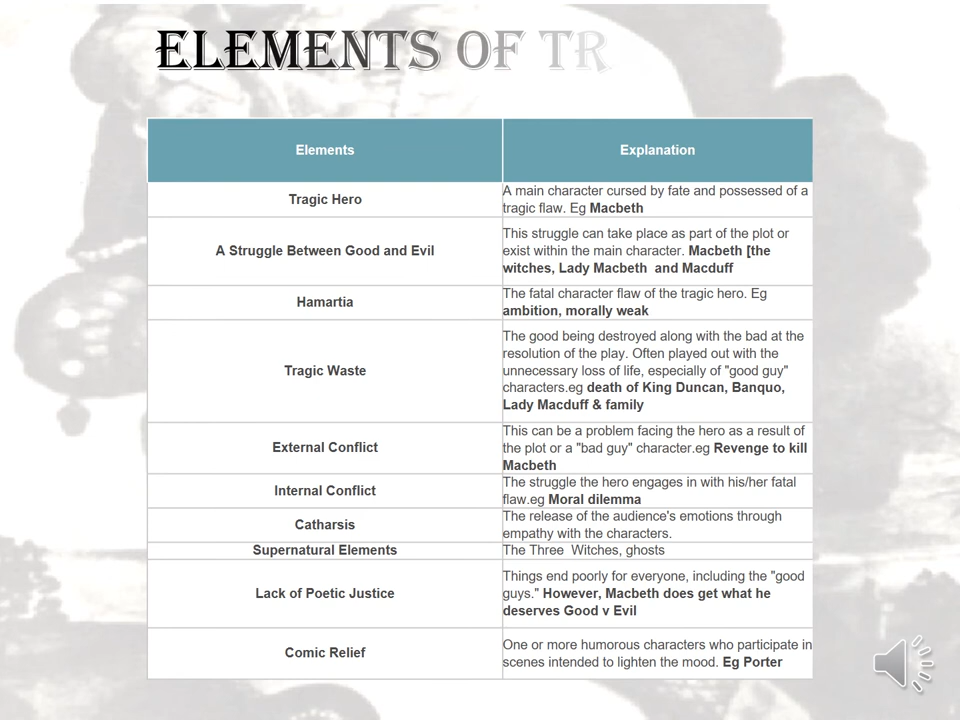 ELEMENTS OF TR
Elements
Explanation
Tragic Hero
A main character cursed by fate and possessed of a
tragic flaw. Eg Macbeth
A Struggle Between Good and Evil
This struggle can take place as part of the plot or
exist within the main character. Macbeth [the
witches, Lady Macbeth  and Macduff
Hamartia
The fatal character flaw of the tragic hero. Eg
ambition, morally weak
Tragic Waste
The good being destroyed along with the bad at the
resolution of the play. Often played out with the
unnecessary loss of life, especially of "good guy"
characters.eg death of King Duncan, Banquo,
Lady Macduff & family
External Conflict
This can be a problem facing the hero as a result of
the plot or a "bad guy" character.eg Revenge to kill
Macbeth
Internal Conflict
The struggle the hero engages in with his/her fatal
flaw.eg Moral dilemma
Catharsis
The release of the audience's emotions through
empathy with the characters.
Supernatural Elements
The Three  Witches, ghosts
Lack of Poetic Justice
Things end poorly for everyone, including the "good
guys." However, Macbeth does get what he
deserves Good v Evil
Comic Relief
One or more humorous characters who participate in
scenes intended to lighten the mood. Eg Porter